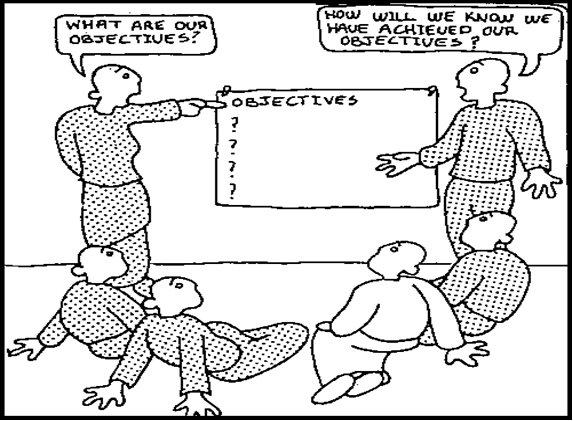 WHAT ARE OUR
OBJECTIVES?
HOW WILL WE KNOW WE
HAVE ACHIEVED OUR
OBJECTIVES?
OBJECTIVES
?
?
?
?